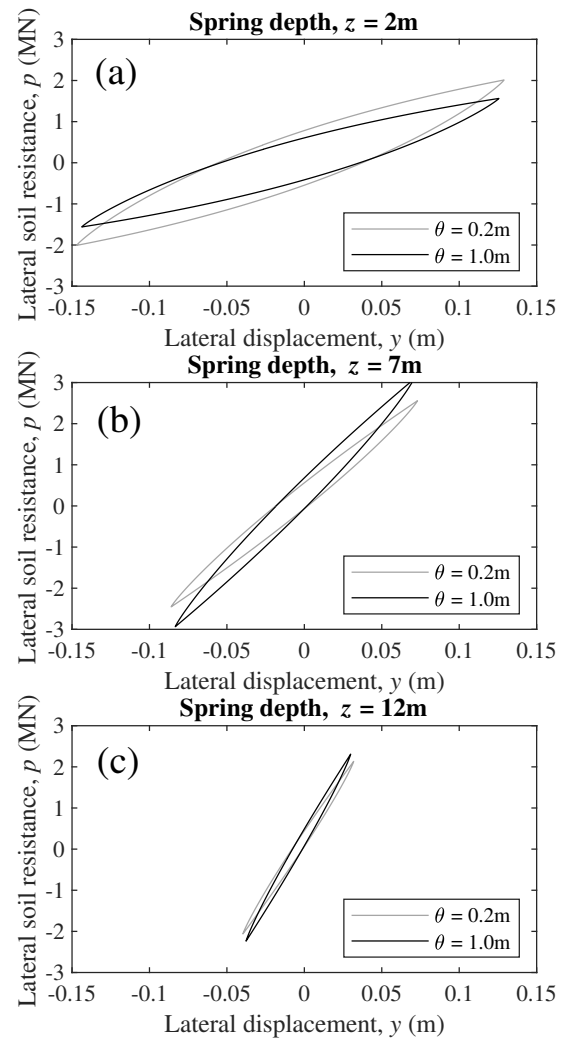 Spring depth, z = 2m
(a)
3
2
1
0
-1
-2
-3
Lateral soil resistance, p (MN)
θ = 0.2m
θ = 1.0m
-0.15 -0.1 -0.05 0 0.05 0.1 0.15
Lateral displacement, y (m)
Spring depth, z = 7m
(b)
3
2
1
0
-1
-2
-3
Lateral soil resistance, p (MN)
θ = 0.2m
θ = 1.0m
-0.15 -0.1 -0.05 0 0.05 0.1 0.15
Lateral displacement, y (m)
Spring depth, z = 12m
(c)
3
2
1
0
-1
-2
-3
Lateral soil resistance, p (MN)
θ = 0.2m
θ = 1.0m
-0.15 -0.1 -0.05 0 0.05 0.1 0.15
Lateral displacement, y (m)